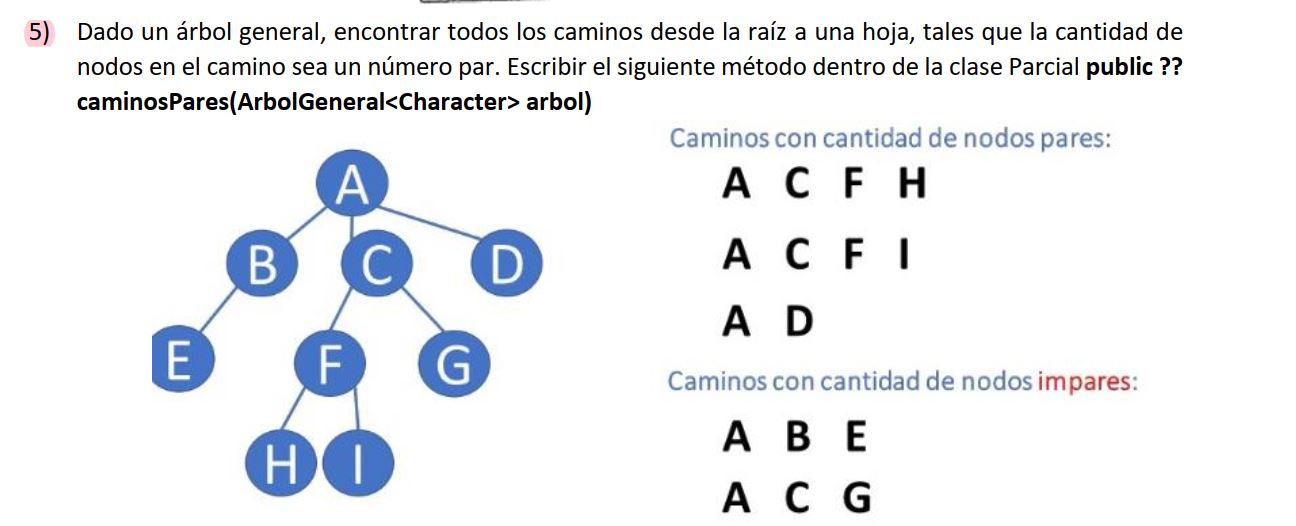 5) Dado un árbol general, encontrar todos los caminos desde la raíz a una hoja, tales que la cantidad de
nodos en el camino sea un número par. Escribir el siguiente método dentro de la clase Parcial public ??
caminosPares(ArbolGeneral<Character> arbol)
Caminos con cantidad de nodos pares:
A C F H
A C F I
A D
Caminos con cantidad de nodos impares:
A B E
A C G
A
B C D
E F G
H I